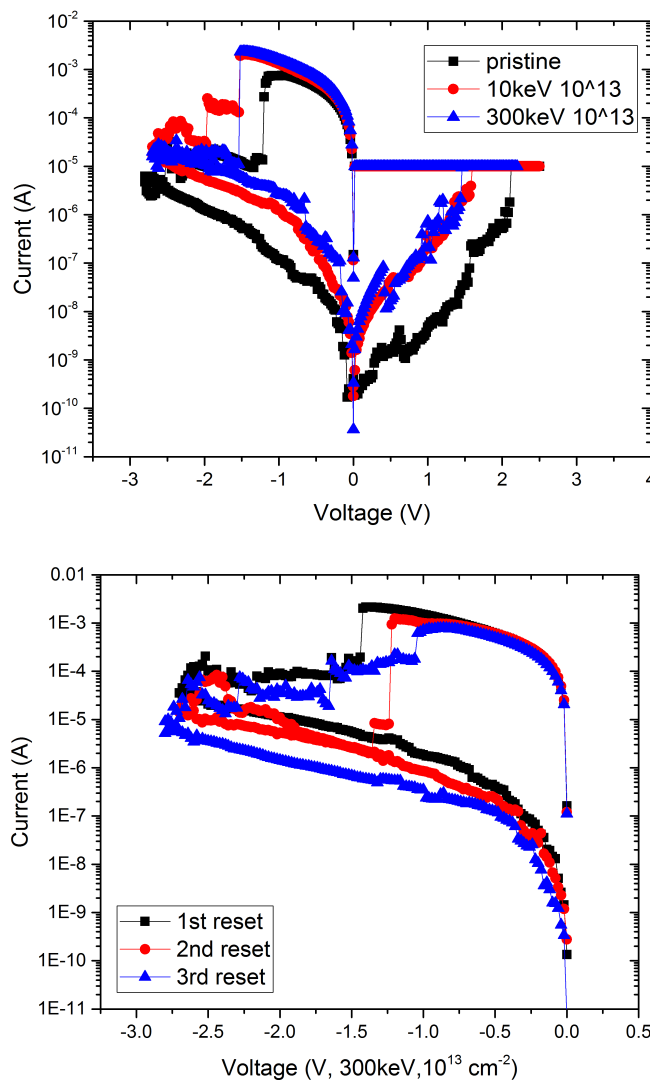 10⁻²
10⁻³
10⁻⁴
10⁻⁵
10⁻⁶
10⁻⁷
10⁻⁸
10⁻⁹
10⁻¹⁰
10⁻¹¹
Current (A)
pristine
10keV 10^13
300keV 10^13
-3 -2 -1 0 1 2 3 4
Voltage (V)
0.01
1E-3
1E-4
1E-5
1E-6
1E-7
1E-8
1E-9
1E-10
1E-11
Current (A)
1st reset
2nd reset
3rd reset
-3.0 -2.5 -2.0 -1.5 -1.0 -0.5 0.0 0.5
Voltage (V, 300keV,10¹³ cm⁻²)